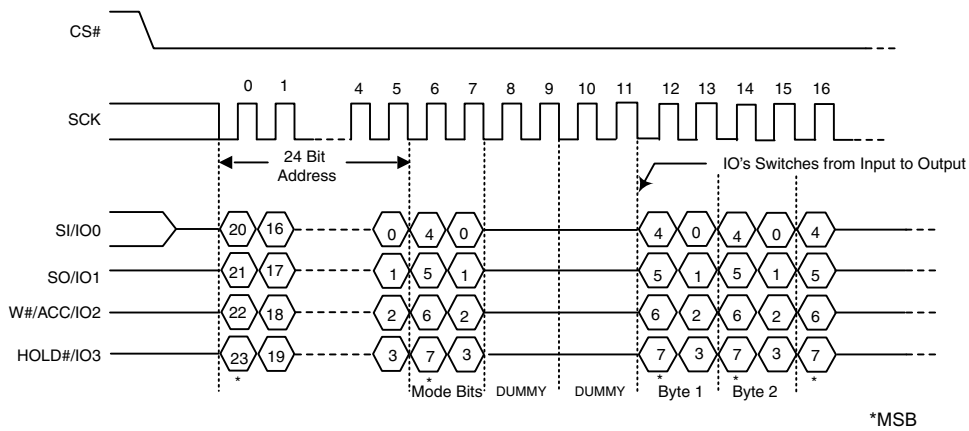 CS#
0 1 4 5 6 7 8 9 10 11 12 13 14 15 16
SCK
24 Bit
Address
IO's Switches from Input to Output
SI/IO0 20 16 0 4 0 4 0 4 0 4
SO/IO1 21 17 1 5 1 5 1 5 1 5
W#/ACC/IO2 22 18 2 6 2 6 2 6 2 6
HOLD#/IO3 23 19 3 7 3 7 3 7 3 7
* * * * *
Mode Bits DUMMY DUMMY Byte 1 Byte 2
*MSB